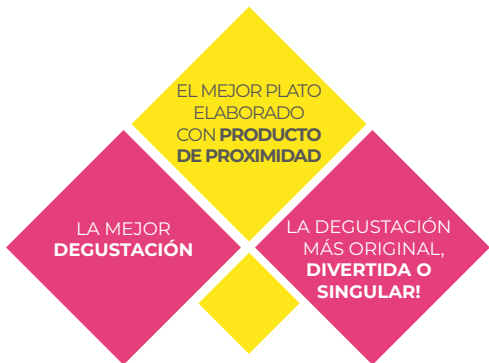 EL MEJOR PLATO
ELABORADO
CON PRODUCTO
DE PROXIMIDAD
LA MEJOR
DEGUSTACIÓN
LA DEGUSTACIÓN
MÁS ORIGINAL,
DIVERTIDA O
SINGULAR!